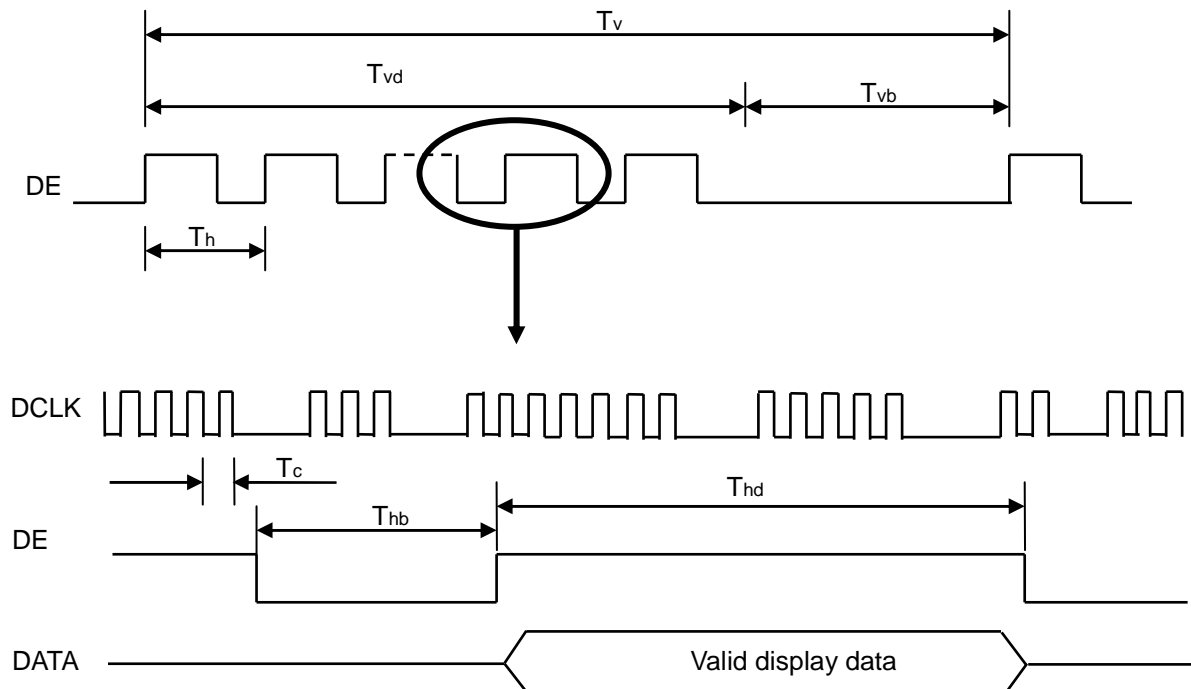 Tv
Tvd
Tvb
DE
Th
DCLK
Tc
Thd
Thb
DE
DATA
Valid display data